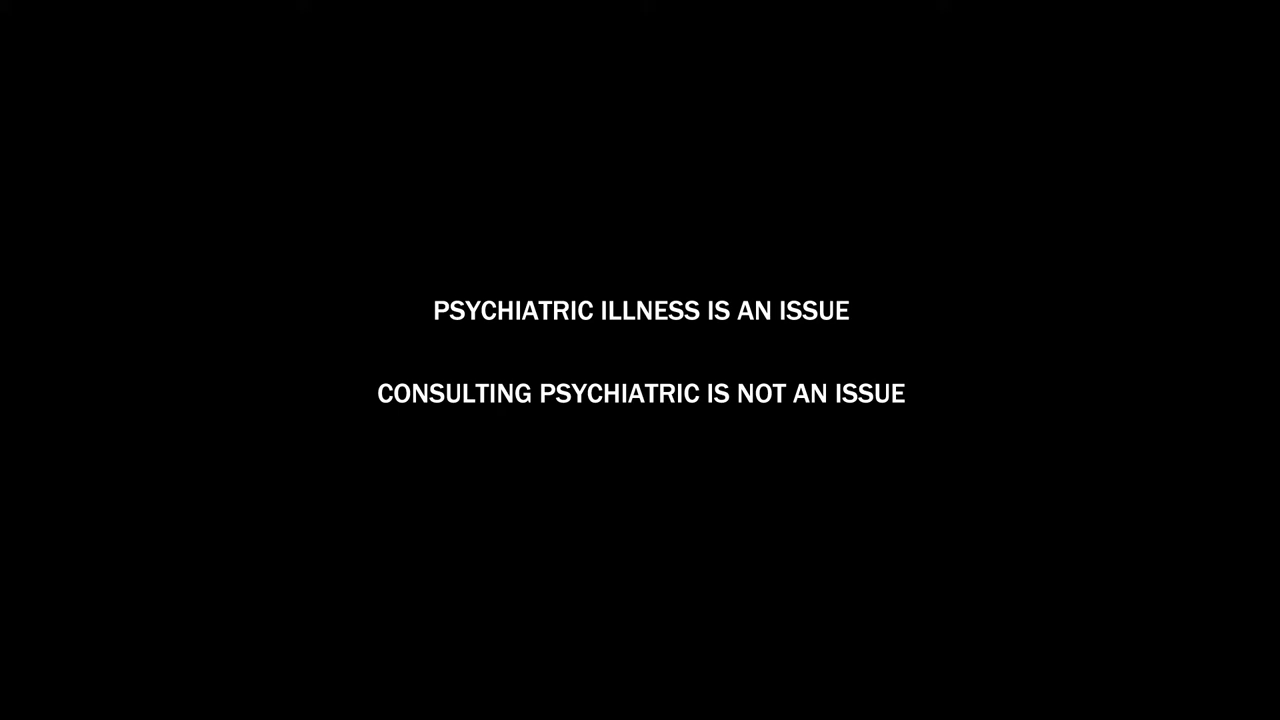 PSYCHIATRIC ILLNESS IS AN ISSUE
CONSULTING PSYCHIATRIC IS NOT AN ISSUE